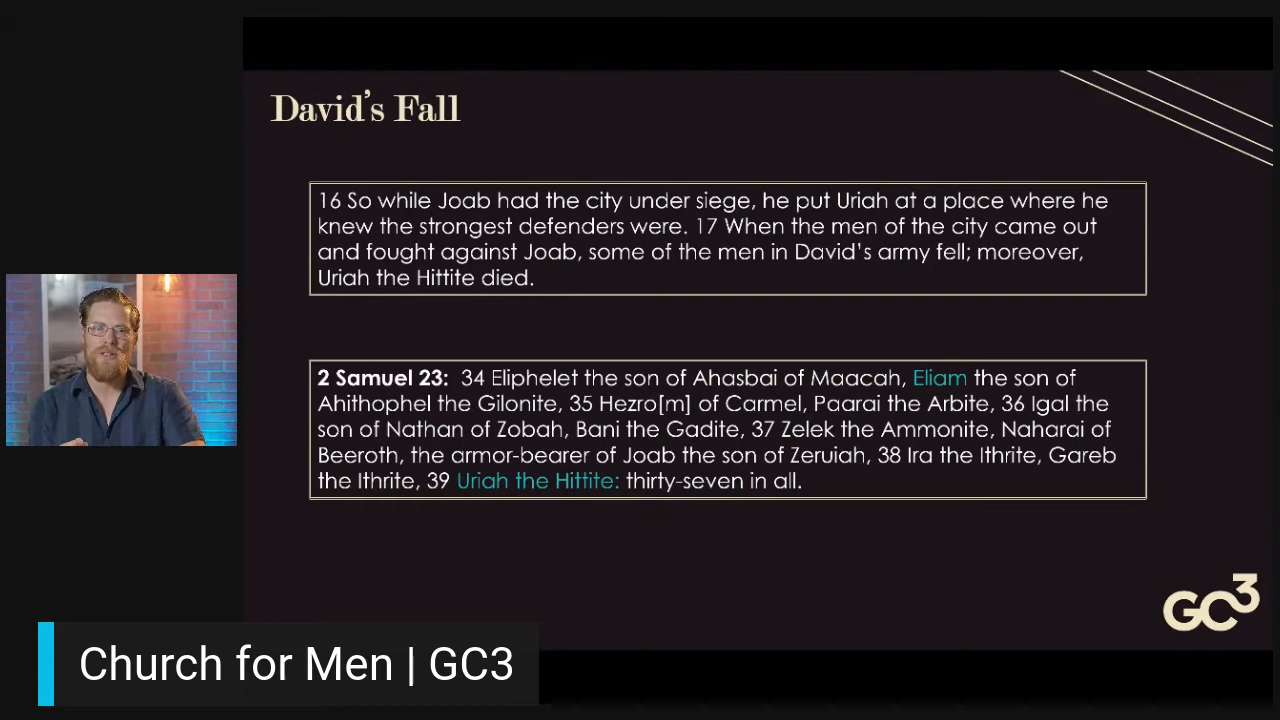 David's Fall
16 So while Joab had the city under siege, he put Uriah at a place where he
knew the strongest defenders were. 17 When the men of the city came out
and fought against Joab, some of the men in David's army fell; moreover,
Uriah the Hittite died.
2 Samuel 23: 34 Eliphelet the son of Ahasbai of Maacah, Eliam the son of
Ahithophel the Gilonite, 35 Hezro[m] of Carmel, Paarai the Arbite, 36 Igal the
son of Nathan of Zobah, Bani the Gadite, 37 Zelek the Ammonite, Naharai of
Beeroth, the armor-bearer of Joab the son of Zeruiah, 38 Ira the Ithrite, Gareb
the Ithrite, 39 Uriah the Hittite: thirty-seven in all.
GC3
Church for Men | GC3